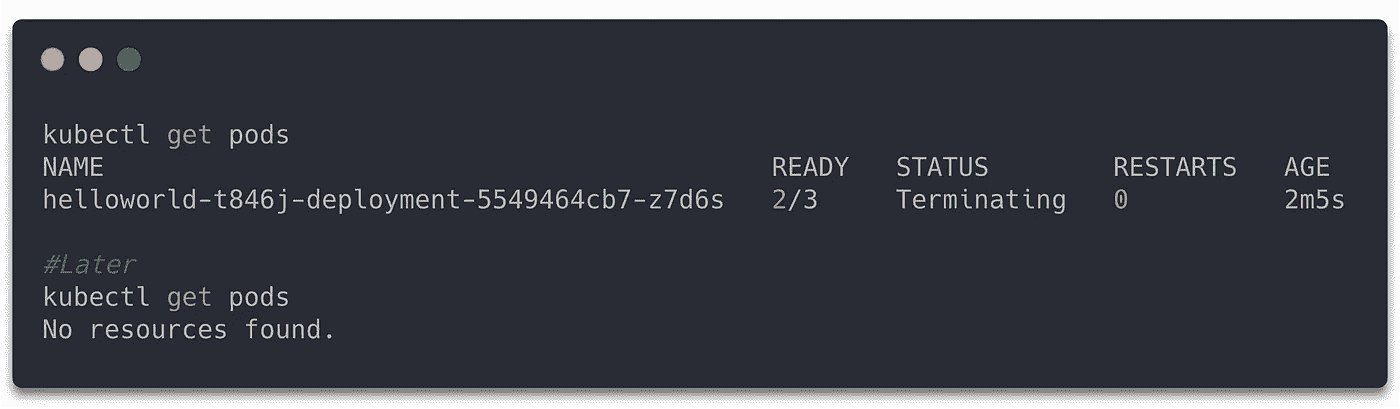 kubectl get pods
NAME READY STATUS RESTARTS AGE
helloworld-t846j-deployment-5549464cb7-z7d6s 2/3 Terminating 0 2m5s
#Later
kubectl get pods
No resources found.